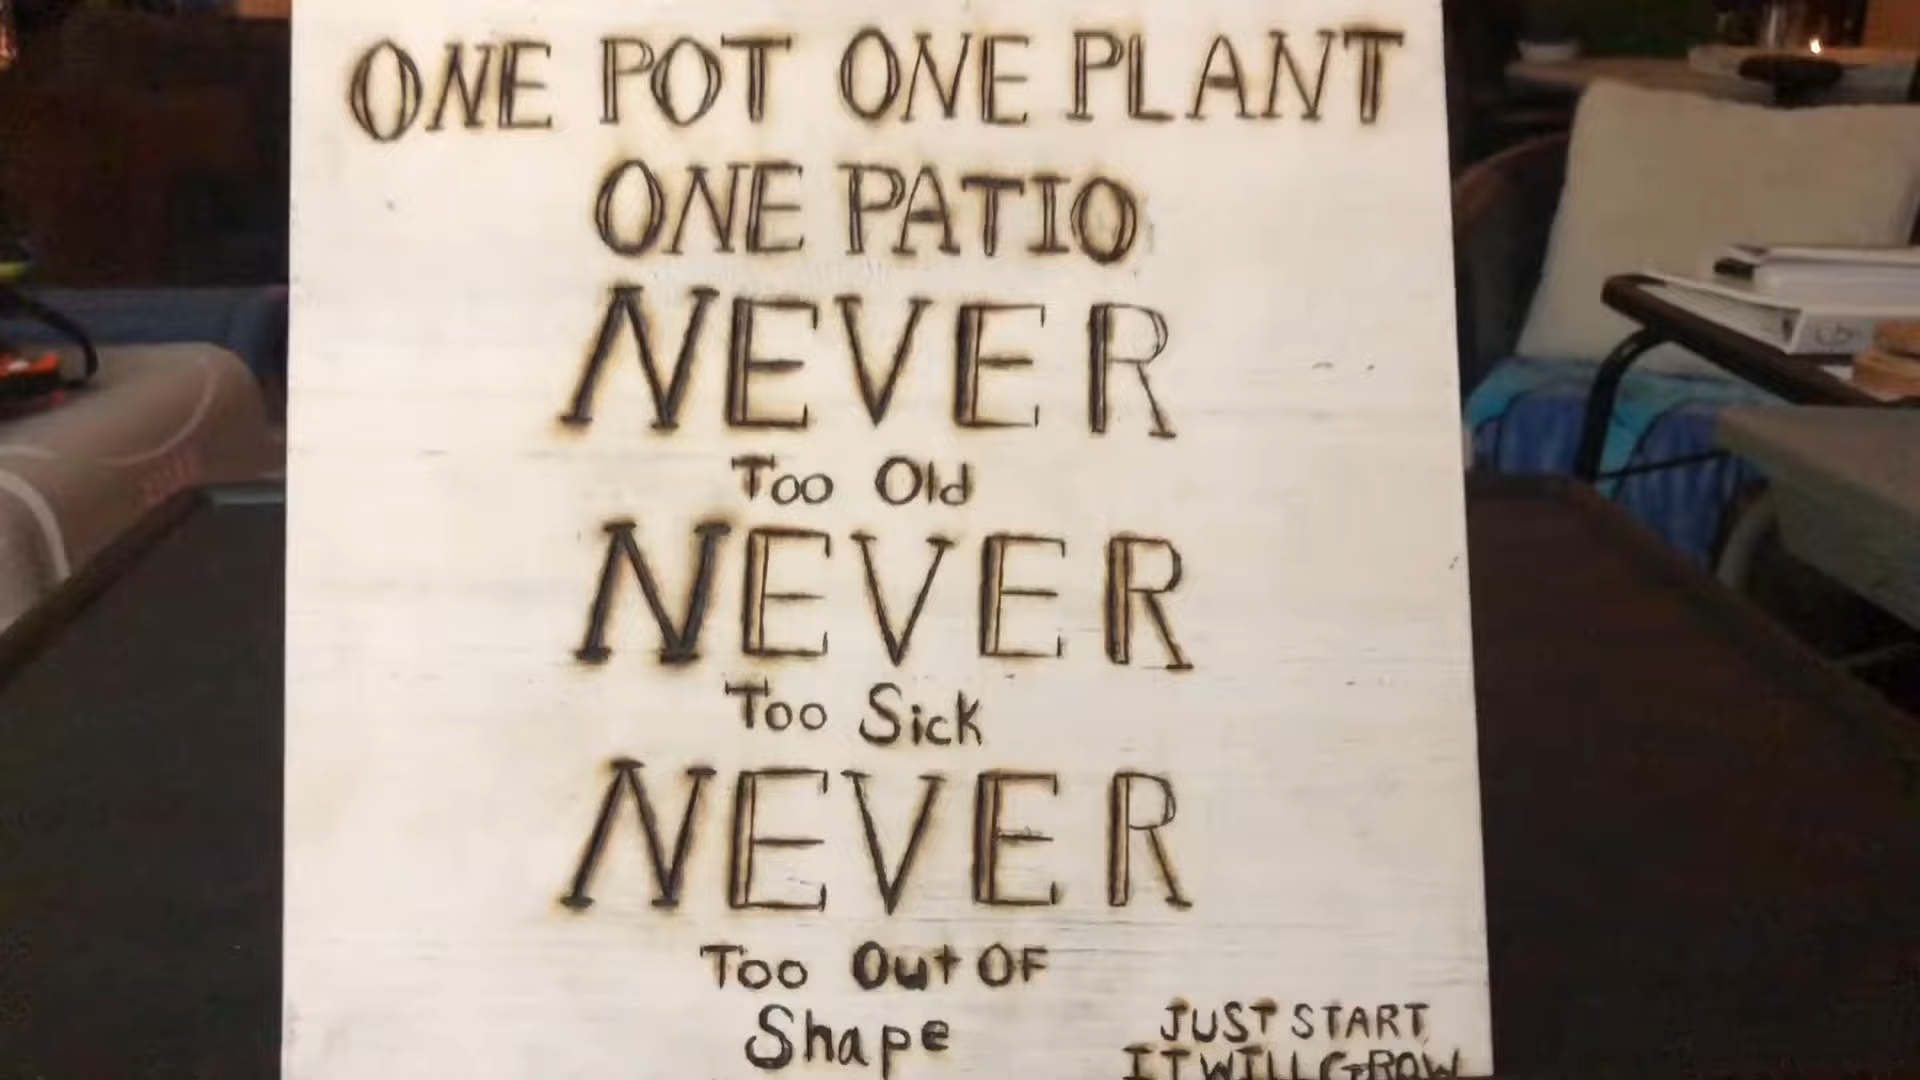 ONE POT ONE PLANT
ONE PATIO
NEVER
Too Old
NEVER
Too Sick
NEVER
Too Out OF
Shape
JUST START
IT WILL GROW